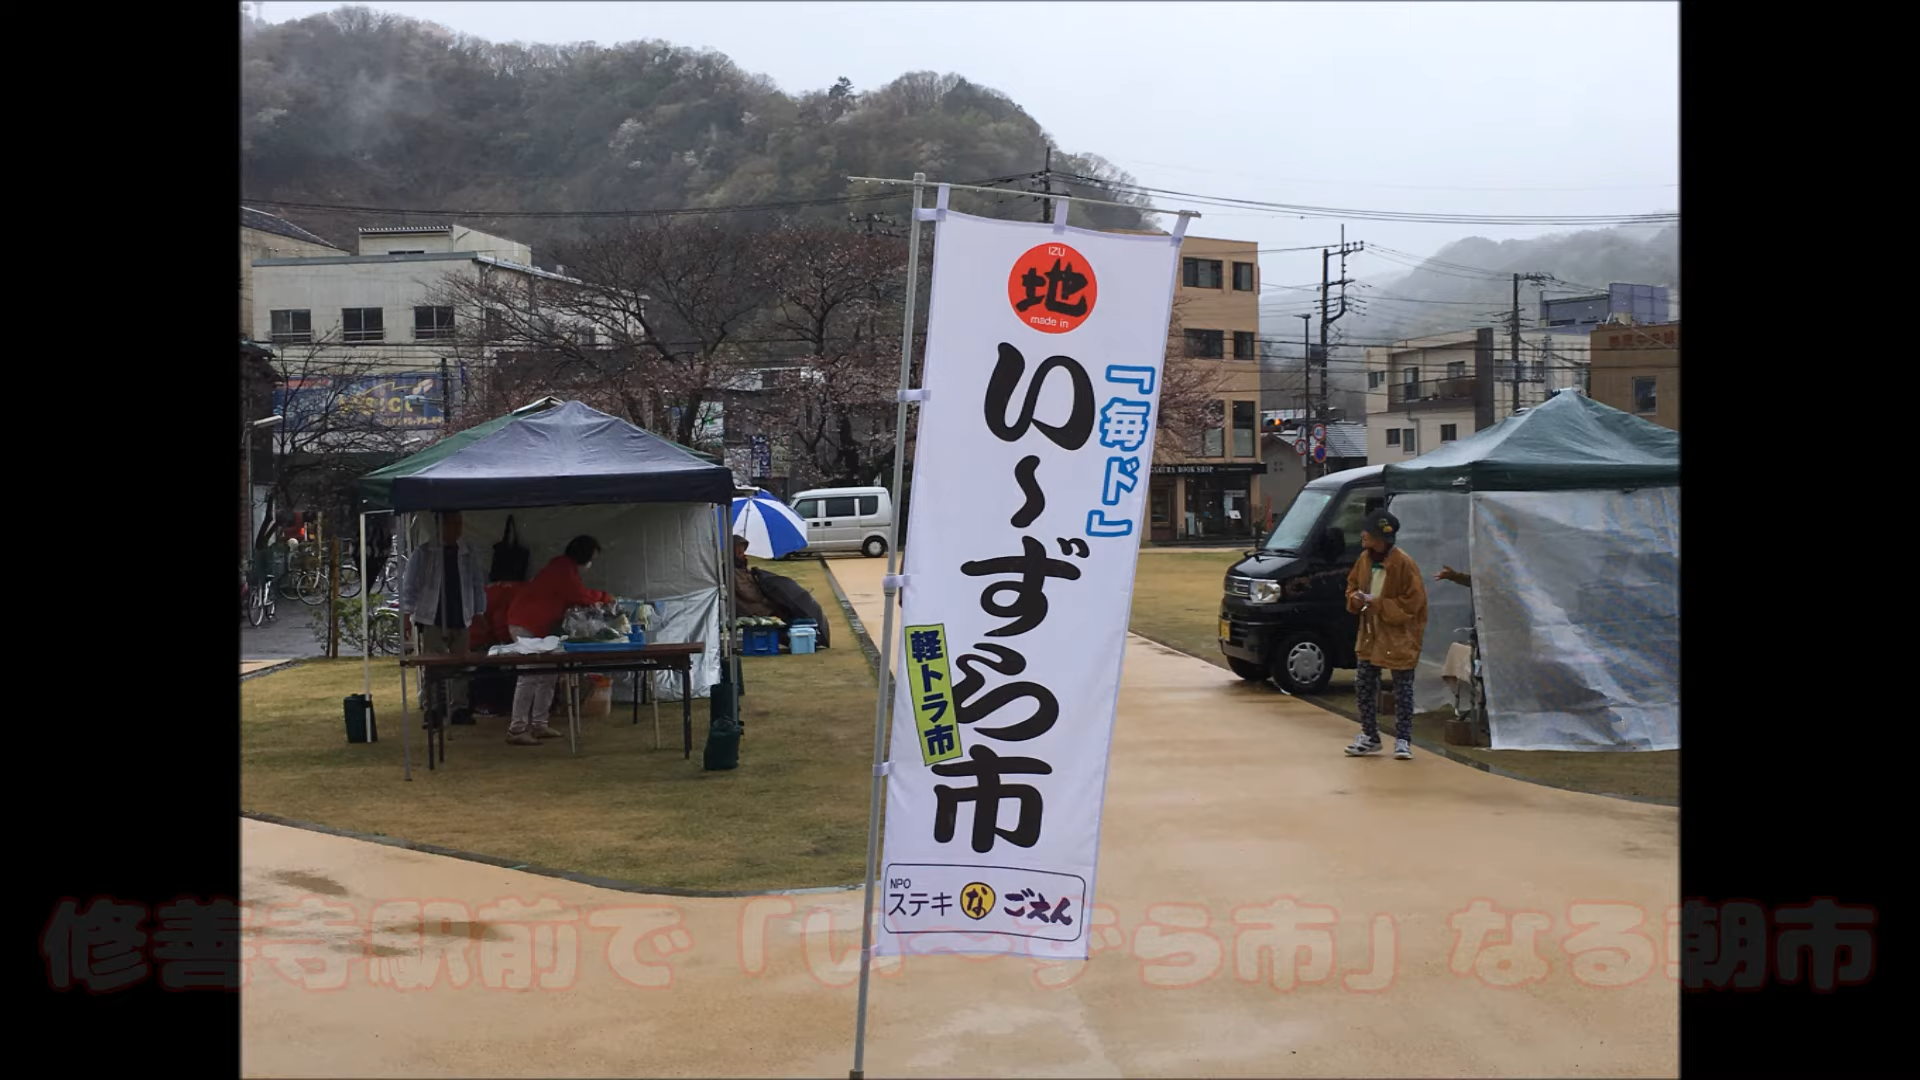 IZU
地
made in
『毎ド』
い～ずら市
軽トラ市
NPO
ステキなごえん
修善寺駅前で「い～ずら市」なる朝市